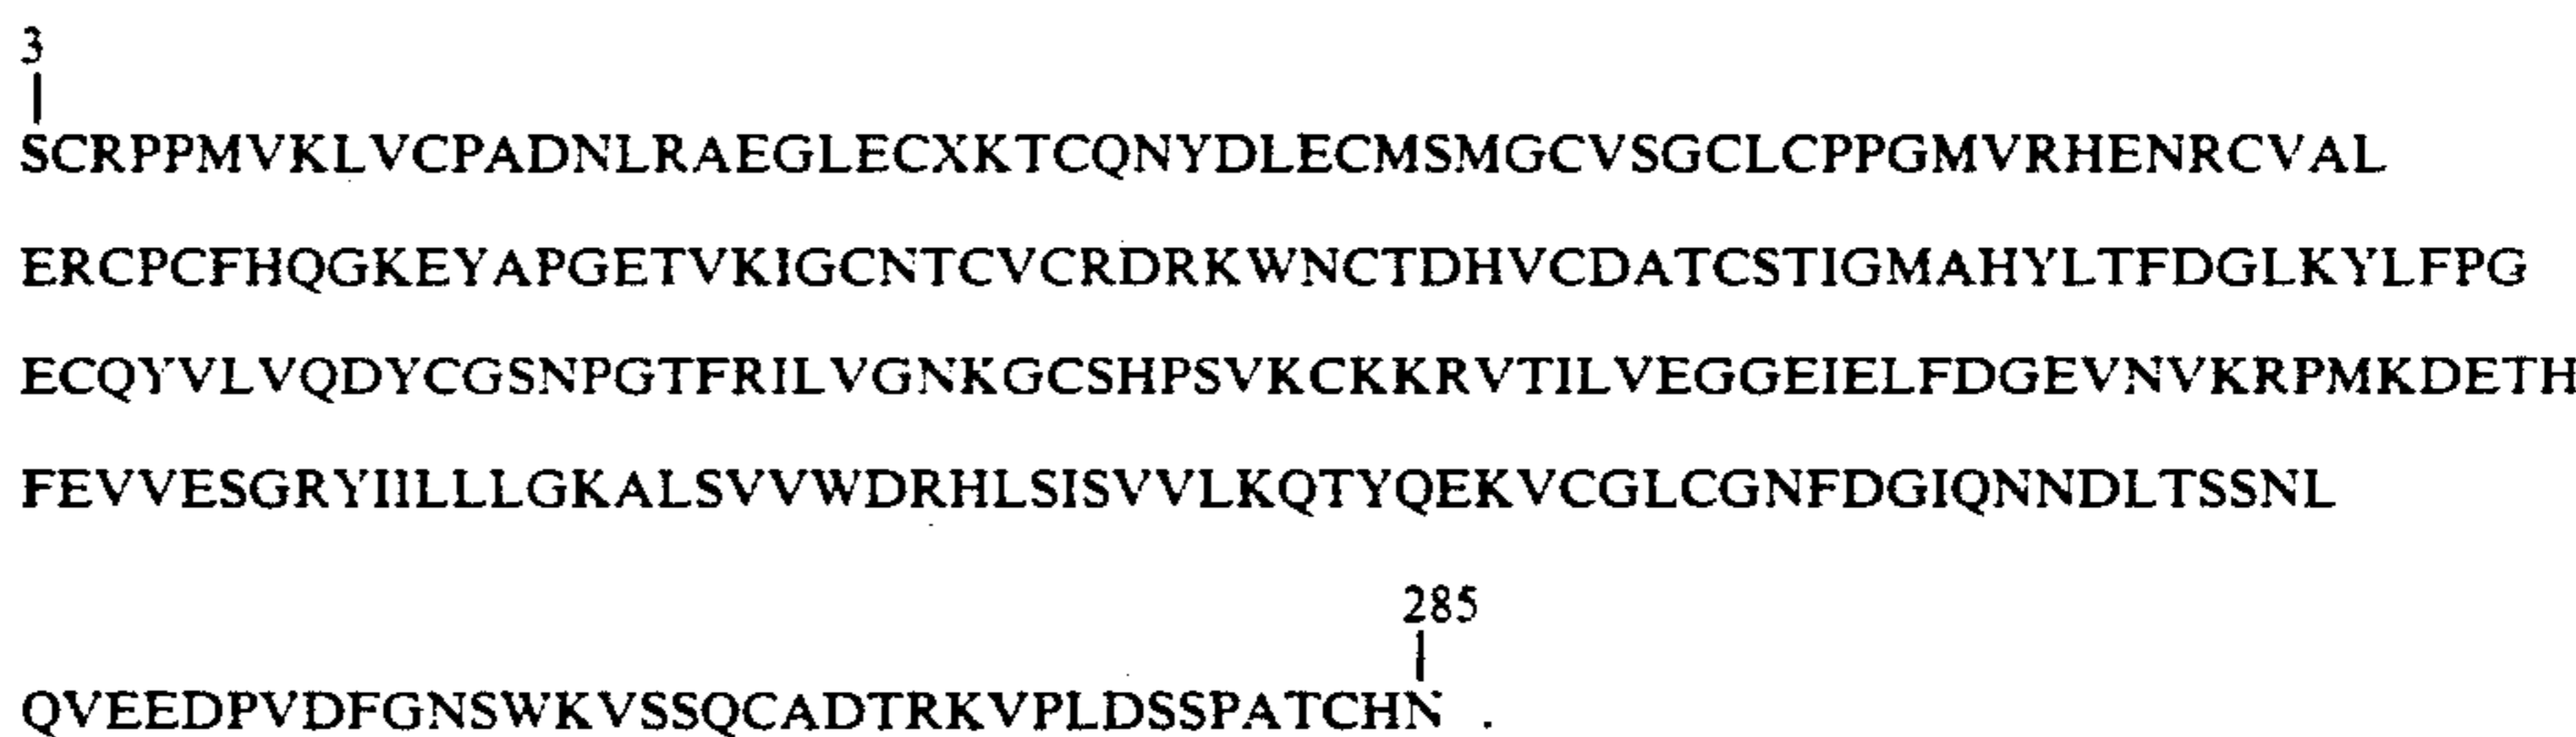 3
SCRPPMVKLVCPADNLRAEGLECXKTCQNYDLECMSMGCVSGCLCPPGMVRHENRCVAL
ERCPCFHQGKEYAPGETVKIGCNTCVCRDRKWNCTDHVCDATCSTIGMAHYLTFDGLKYLFPG
ECQYVLVQDYCGSNPGTFRILVGNKGCSHPSVKCKKRVTILVEGGEIELFDGEVNVKRPMKDETH
FEVVESGRYIILLLGKALSVVWDRHLSISVVLKQTYQEKVCGLCGNFDGIQNNDLTSSNL
285
QVEEDPVDFGNSWKVSSQCADTRKVPLDSSPATCHN .